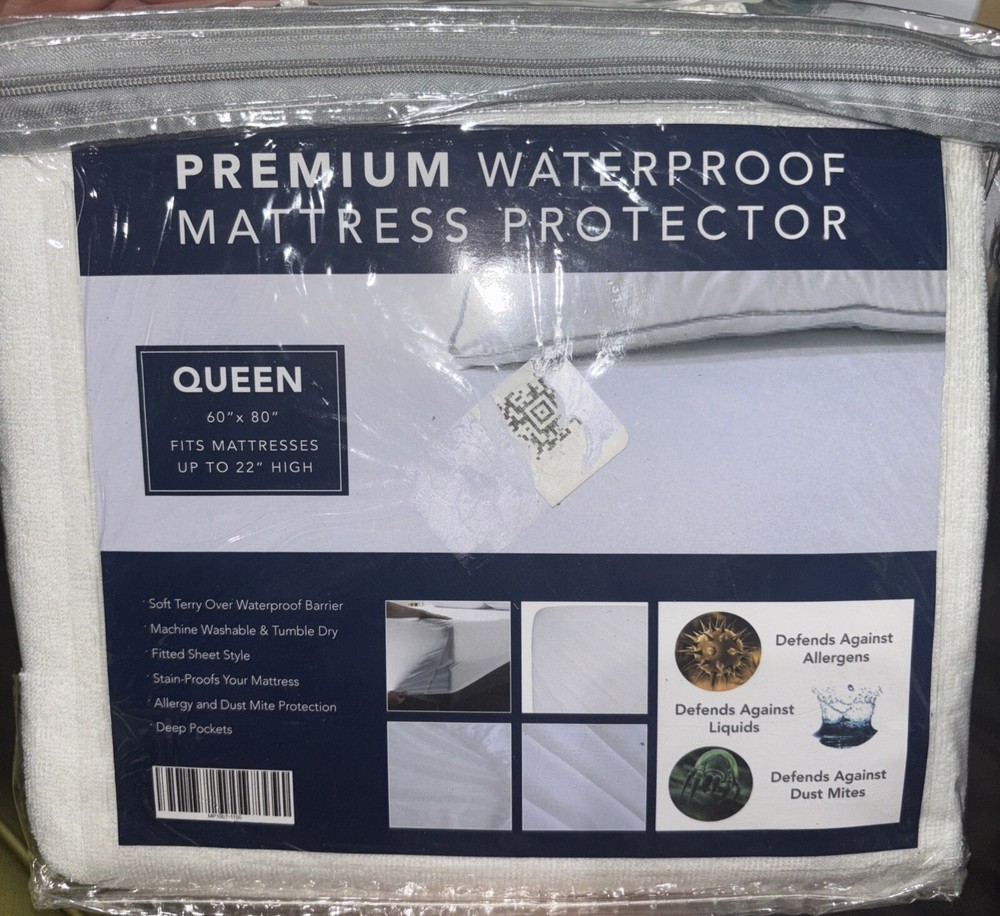 PREMIUM WATERPROOF
MATTRESS PROTECTOR
QUEEN
60"x 80"
FITS MATTRESSES
UP TO 22" HIGH
Soft Terry Over Waterproof Barrier
Machine Washable & Tumble Dry
Fitted Sheet Style
Stain-Proofs Your Mattress
Allergy and Dust Mite Protection
Deep Pockets
Defends Against
Allergens
Defends Against
Liquids
Defends Against
Dust Mites